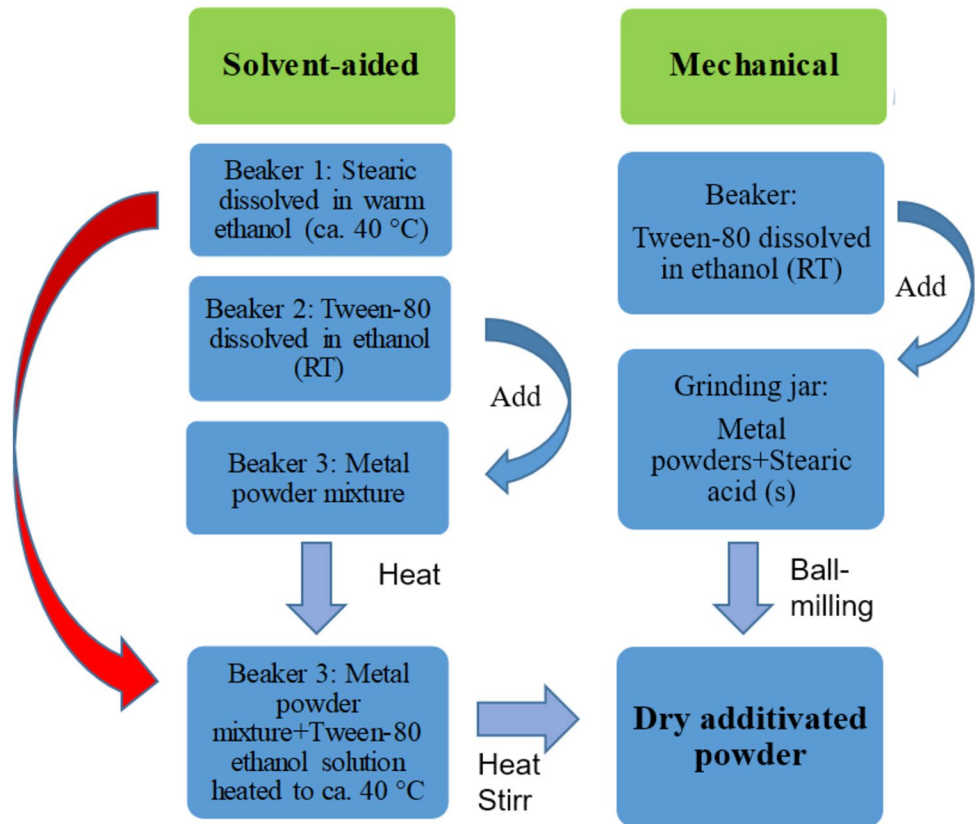 Solvent-aided
Beaker 1: Stearic
dissolved in warm
ethanol (ca. 40 °C)
Beaker 2: Tween-80
dissolved in ethanol
(RT)
Add
Beaker 3: Metal
powder mixture
Heat
Beaker 3: Metal
powder
mixture+Tween-80
ethanol solution
heated to ca. 40 °C
Heat
Stirr
Mechanical
Beaker:
Tween-80 dissolved
in ethanol (RT)
Add
Grinding jar:
Metal
powders+Stearic
acid (s)
Ball-
milling
Dry additivated
powder